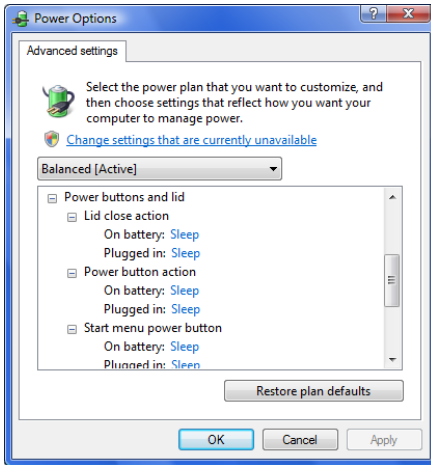 Power Options
Advanced settings
Select the power plan that you want to customize, and
then choose settings that reflect how you want your
computer to manage power.
Change settings that are currently unavailable
Balanced [Active]
Power buttons and lid
Lid close action
On battery: Sleep
Plugged in: Sleep
Power button action
On battery: Sleep
Plugged in: Sleep
Start menu power button
On battery: Sleep
Plugged in: Sleep
Restore plan defaults
OK Cancel Apply